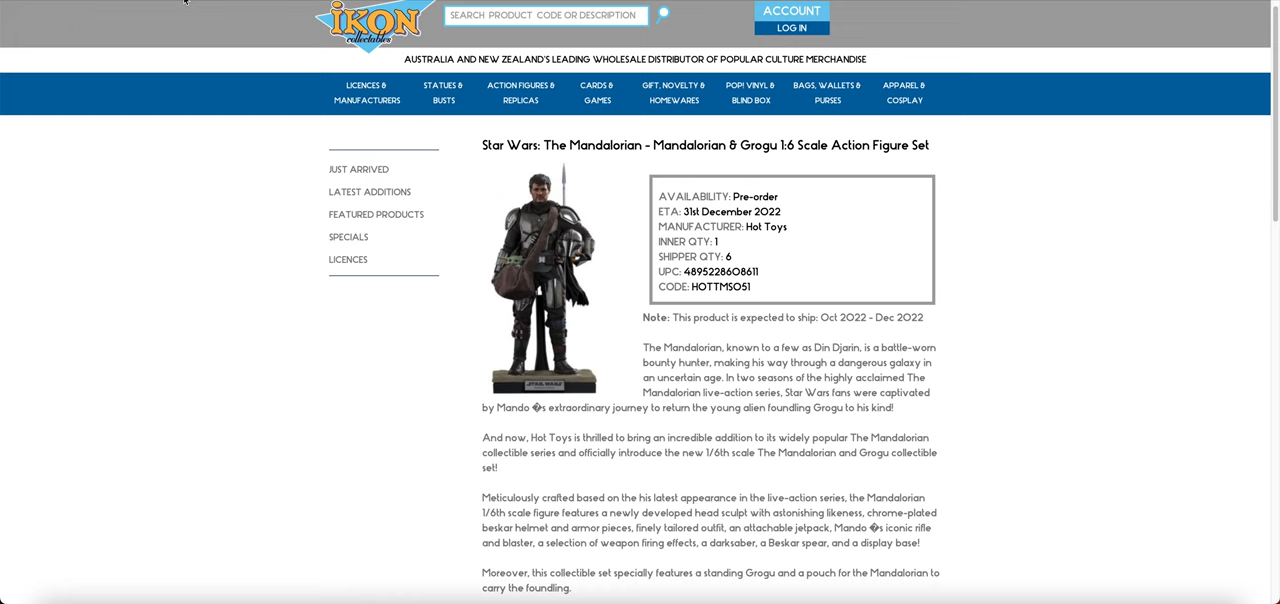 iKON
collectables
SEARCH PRODUCT CODE OR DESCRIPTION
ACCOUNT
LOG IN
AUSTRALIA AND NEW ZEALAND'S LEADING WHOLESALE DISTRIBUTOR OF POPULAR CULTURE MERCHANDISE
LICENCES & MANUFACTURERS
STATUES & BUSTS
ACTION FIGURES & REPLICAS
CARDS & GAMES
GIFT, NOVELTY & HOMEWARES
POP! VINYL & BLIND BOX
BAGS, WALLETS & PURSES
APPAREL & COSPLAY
JUST ARRIVED
LATEST ADDITIONS
FEATURED PRODUCTS
SPECIALS
LICENCES
Star Wars: The Mandalorian - Mandalorian & Grogu 1:6 Scale Action Figure Set
STAR WARS
AVAILABILITY: Pre-order
ETA: 31st December 2022
MANUFACTURER: Hot Toys
INNER QTY: 1
SHIPPER QTY: 6
UPC: 4895228608611
CODE: HOTTMS051
Note: This product is expected to ship: Oct 2022 - Dec 2022
The Mandalorian, known to a few as Din Djarin, is a battle-worn
bounty hunter, making his way through a dangerous galaxy in
an uncertain age. In two seasons of the highly acclaimed The
Mandalorian live-action series, Star Wars fans were captivated
by Mando �s extraordinary journey to return the young alien foundling Grogu to his kind!
And now, Hot Toys is thrilled to bring an incredible addition to its widely popular The Mandalorian
collectible series and officially introduce the new 1/6th scale The Mandalorian and Grogu collectible
set!
Meticulously crafted based on the his latest appearance in the live-action series, the Mandalorian
1/6th scale figure features a newly developed head sculpt with astonishing likeness, chrome-plated
beskar helmet and armor pieces, finely tailored outfit, an attachable jetpack, Mando �s iconic rifle
and blaster, a selection of weapon firing effects, a darksaber, a Beskar spear, and a display base!
Moreover, this collectible set specially features a standing Grogu and a pouch for the Mandalorian to
carry the foundling.